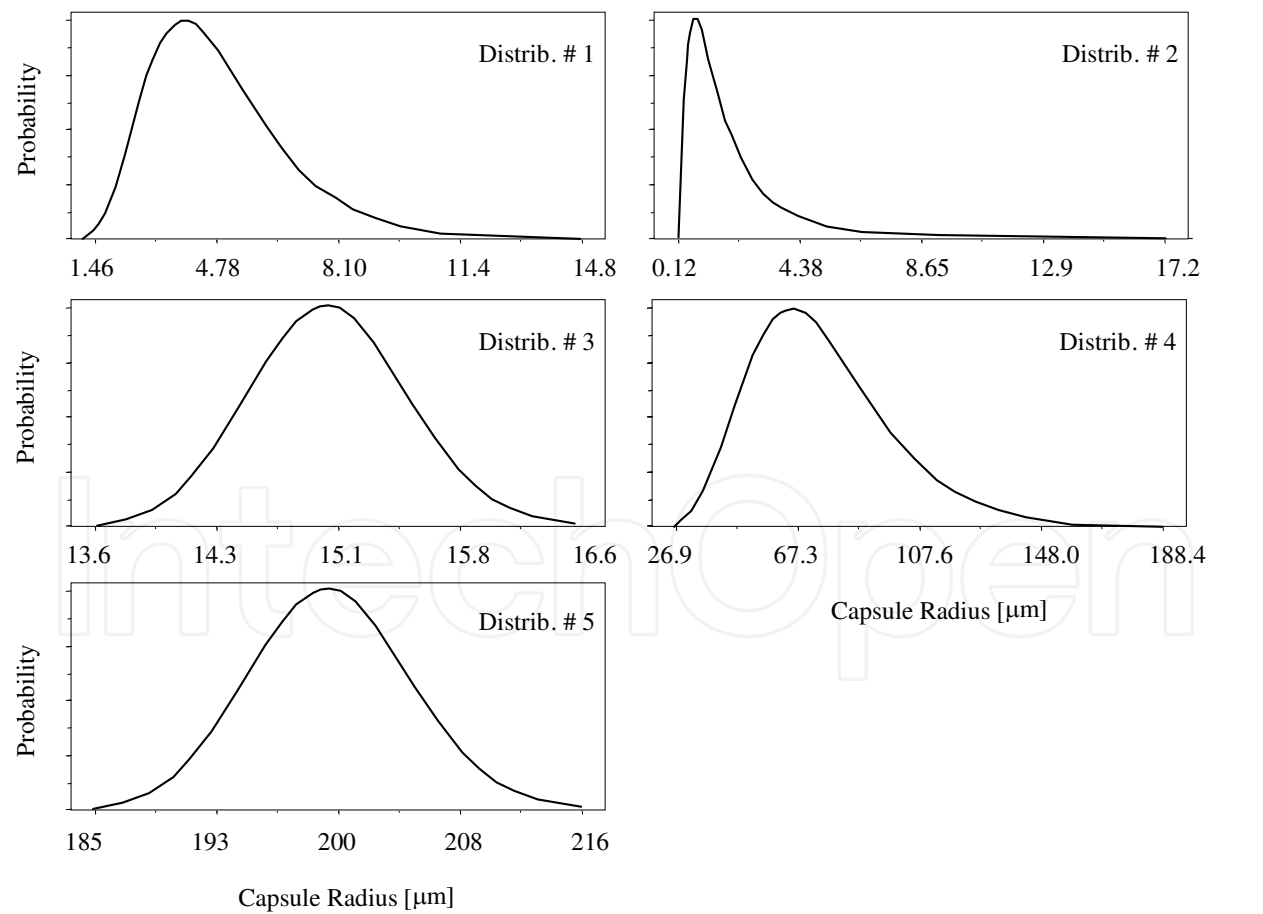 Probability
Distrib. # 1
1.46 4.78 8.10 11.4 14.8
Distrib. # 2
0.12 4.38 8.65 12.9 17.2
Probability
Distrib. # 3
13.6 14.3 15.1 15.8 16.6
Distrib. # 4
26.9 67.3 107.6 148.0 188.4
Capsule Radius [μm]
Probability
Distrib. # 5
185 193 200 208 216
Capsule Radius [μm]
IntechOpen